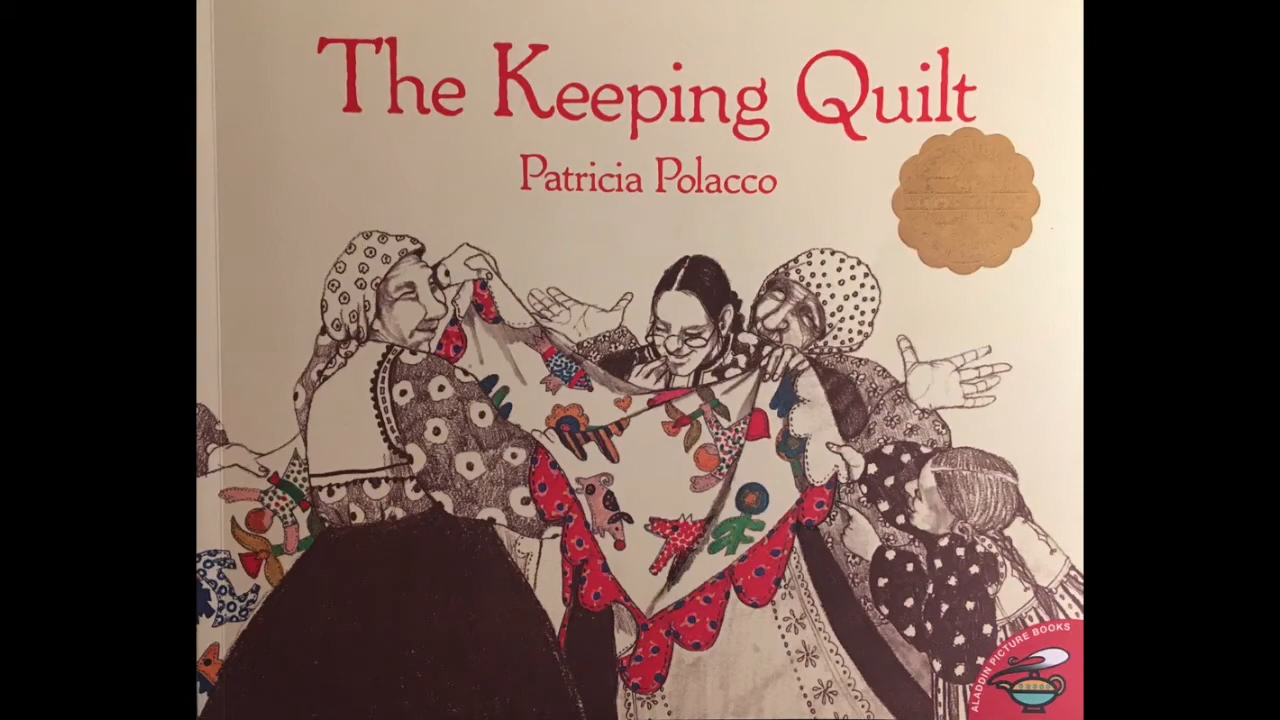 The Keeping Quilt
Patricia Polacco
ALADDIN PICTURE BOOKS